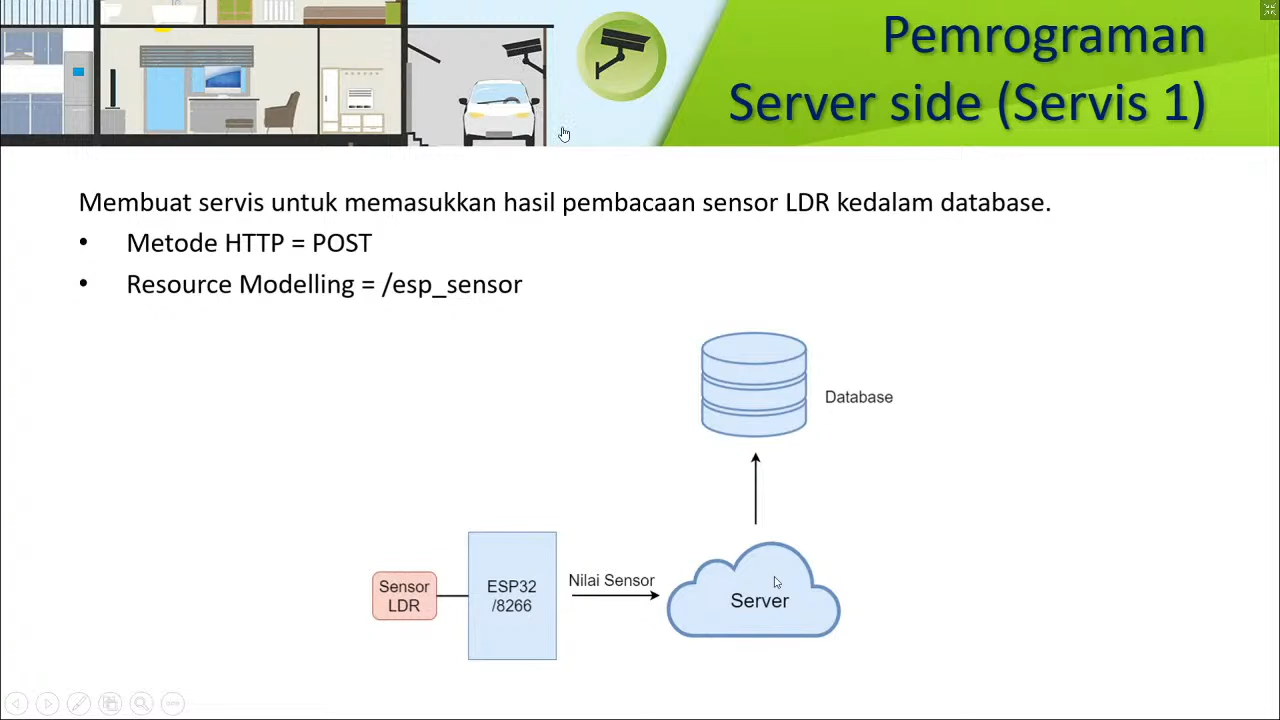 Pemrograman
Server side (Servis 1)
Membuat servis untuk memasukkan hasil pembacaan sensor LDR kedalam database.
• Metode HTTP = POST
• Resource Modelling = /esp_sensor
Database
Sensor
LDR
ESP32
/8266
Nilai Sensor
Server